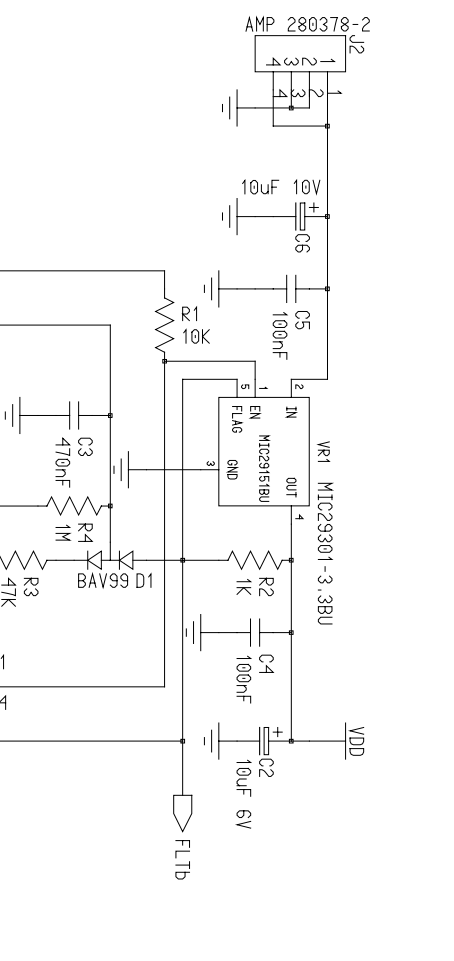 AMP 280378-2
J2
4 3 2 1
4 3 2 1
10uF 10V
C6
R1
10K
C5
100nF
5 1 2
FLAG EN IN
MIC29151BU
GND OUT
3
4
VR1 MIC29301-3.3BU
C3
470nF
R4
1M
BAV99 D1
R3
47K
R2
1K
C4
100nF
1
4
C2
10uF 6V
VDD
FLTb